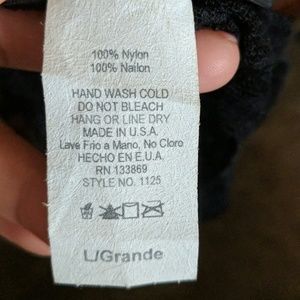 100% Nylon
100% Nailon
HAND WASH COLD
DO NOT BLEACH
HANG OR LINE DRY
MADE IN U.S.A.
Lave Frio a Mano, No Cloro
HECHO EN E.U.A.
RN 133869
STYLE NO. 1125
L/Grande